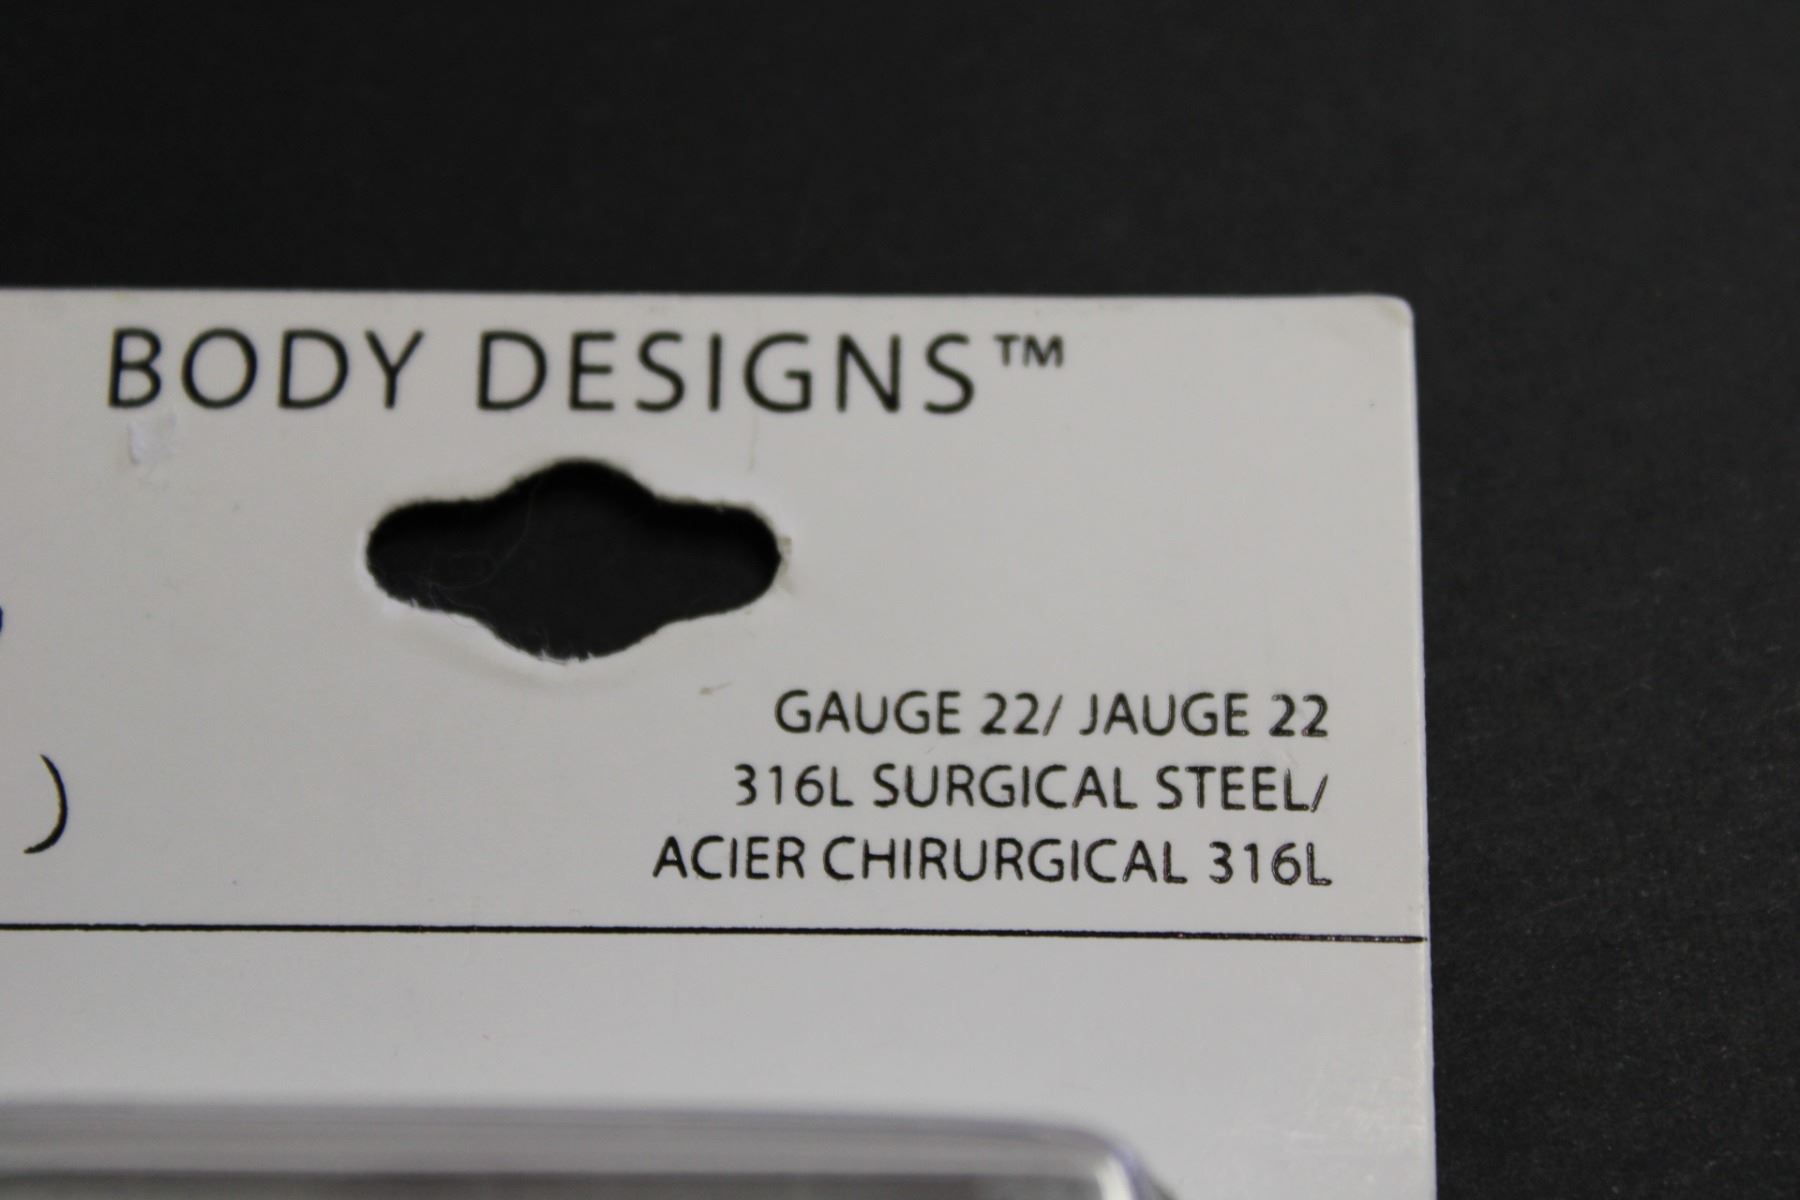 BODY DESIGNS™
GAUGE 22/ JAUGE 22
316L SURGICAL STEEL/
)
ACIER CHIRURGICAL 316L